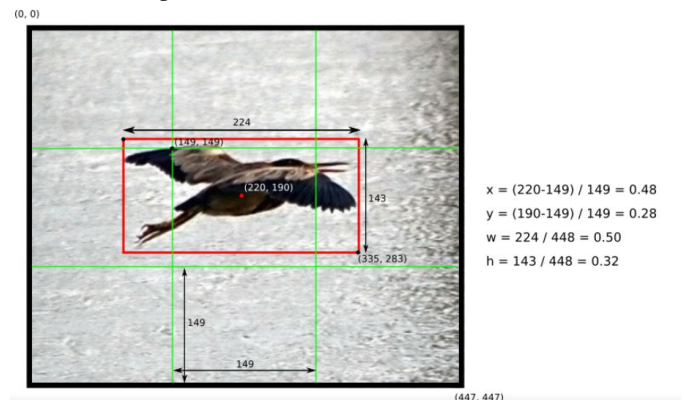 (0, 0)
224
(149, 149)
(220, 190)
143
(335, 283)
149
149
(447, 447)
x = (220-149) / 149 = 0.48
y = (190-149) / 149 = 0.28
w = 224 / 448 = 0.50
h = 143 / 448 = 0.32